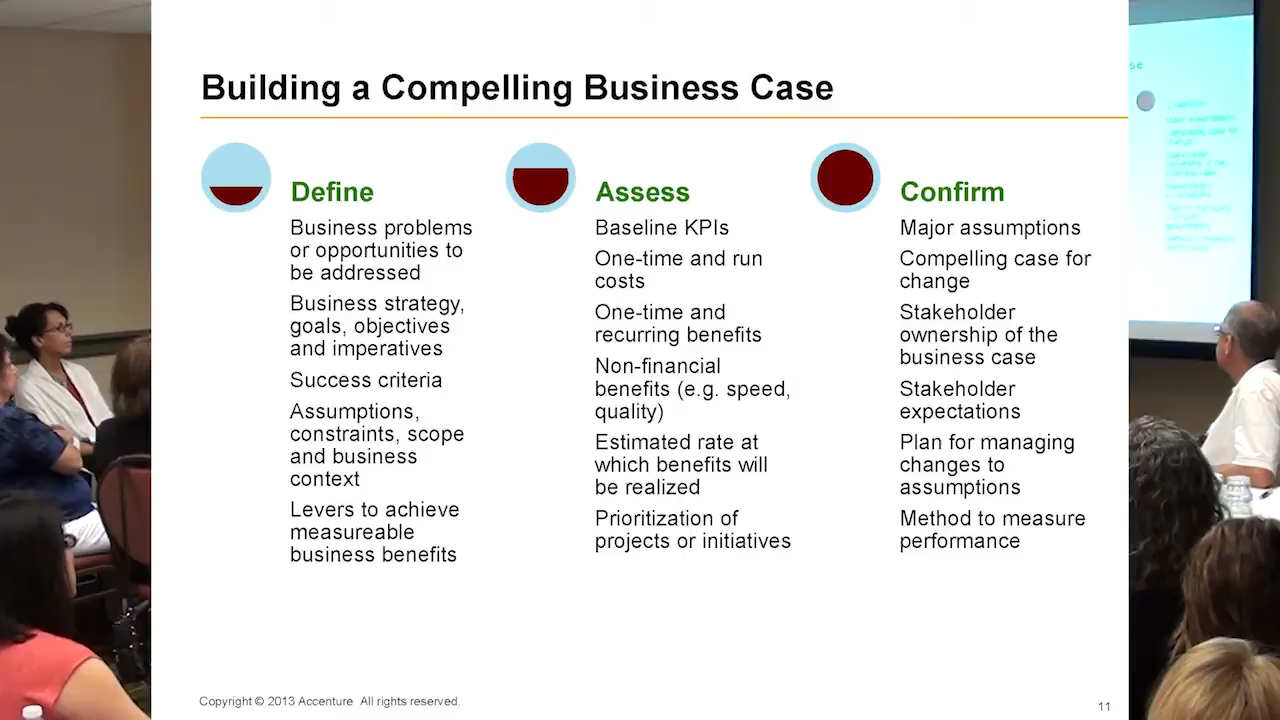 Building a Compelling Business Case
Define
Business problems
or opportunities to
be addressed
Business strategy,
goals, objectives
and imperatives
Success criteria
Assumptions,
constraints, scope
and business
context
Levers to achieve
measureable
business benefits
Assess
Baseline KPIs
One-time and run
costs
One-time and
recurring benefits
Non-financial
benefits (e.g. speed,
quality)
Estimated rate at
which benefits will
be realized
Prioritization of
projects or initiatives
Confirm
Major assumptions
Compelling case for
change
Stakeholder
ownership of the
business case
Stakeholder
expectations
Plan for managing
changes to
assumptions
Method to measure
performance
Copyright © 2013 Accenture All rights reserved.
11